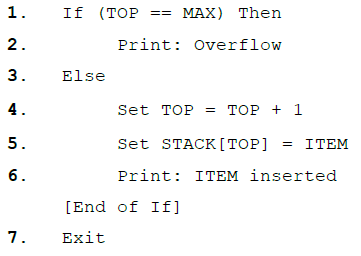 1. If (TOP == MAX) Then
2. Print: Overflow
3. Else
4. Set TOP = TOP + 1
5. Set STACK[TOP] = ITEM
6. Print: ITEM inserted
[End of If]
7. Exit